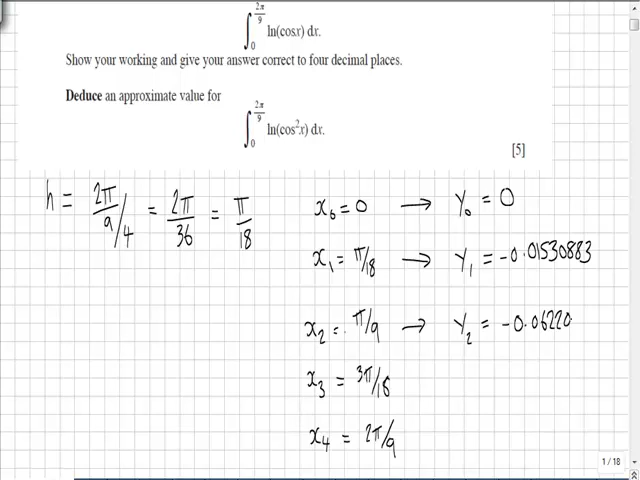 ∫₀^{2π/9} ln(cosx) dx.
Show your working and give your answer correct to four decimal places.
Deduce an approximate value for
∫₀^{2π/9} ln(cos²x) dx.
[5]
h = 2π/9/4 = 2π/36 = π/18
x₀ = 0 → Y₀ = 0
x₁ = π/18 → Y₁ = -0.01530883
x₂ = π/9 → Y₂ = -0.06220
x₃ = 3π/18
x₄ = 2π/9
1 / 18